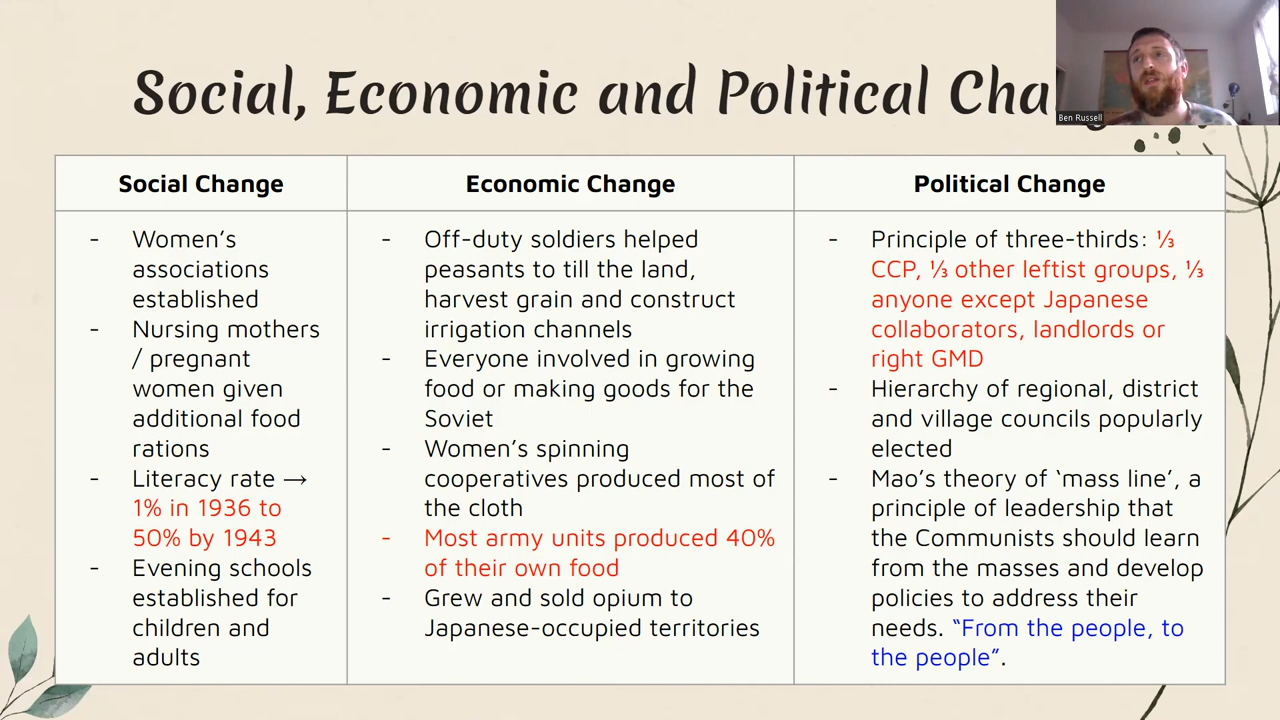 Social, Economic and Political Cha
Ben Russell
Social Change
Economic Change
Political Change
- Women’s
associations
established
- Nursing mothers
/ pregnant
women given
additional food
rations
- Literacy rate →
1% in 1936 to
50% by 1943
- Evening schools
established for
children and
adults
- Off-duty soldiers helped
peasants to till the land,
harvest grain and construct
irrigation channels
- Everyone involved in growing
food or making goods for the
Soviet
- Women’s spinning
cooperatives produced most of
the cloth
- Most army units produced 40%
of their own food
- Grew and sold opium to
Japanese-occupied territories
- Principle of three-thirds: ⅓
CCP, ⅓ other leftist groups, ⅓
anyone except Japanese
collaborators, landlords or
right GMD
- Hierarchy of regional, district
and village councils popularly
elected
- Mao’s theory of ‘mass line’, a
principle of leadership that
the Communists should learn
from the masses and develop
policies to address their
needs. “From the people, to
the people”.